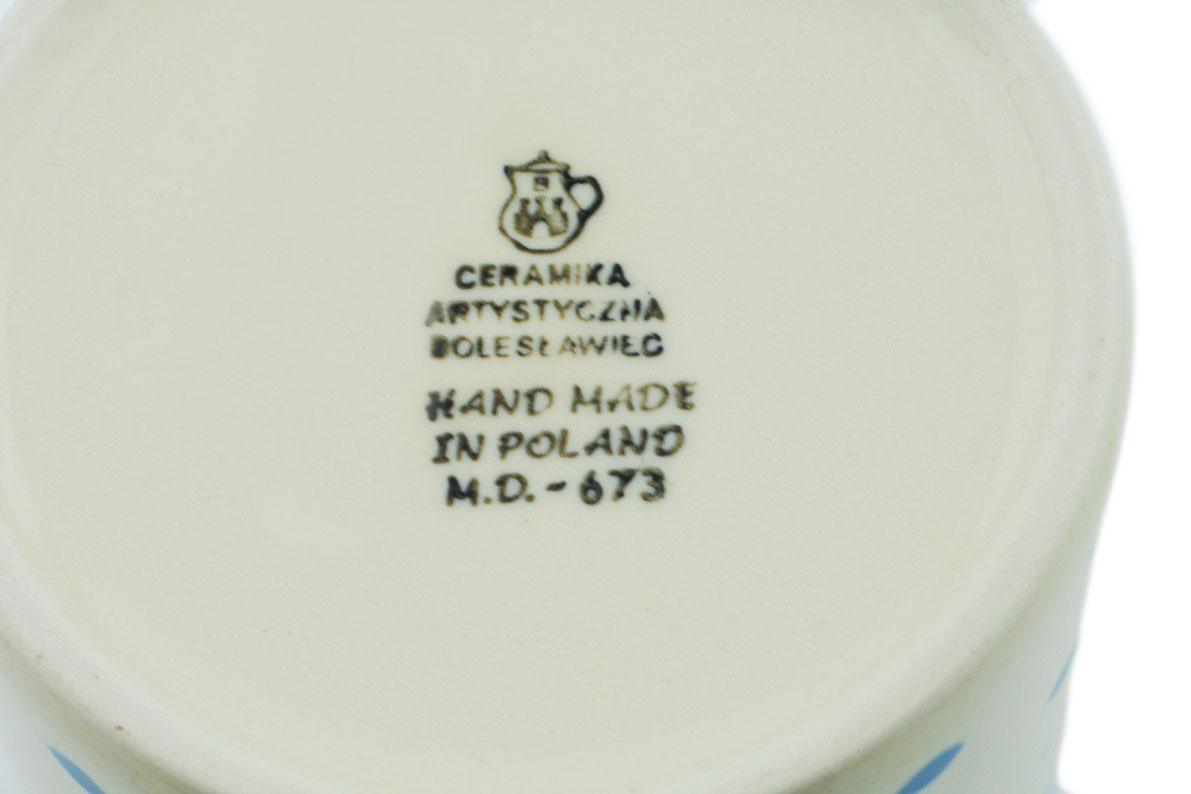 CERAMIKA
ARTYSTYCZNA
BOLESŁAWIEC
HAND MADE
IN POLAND
M.D.-673